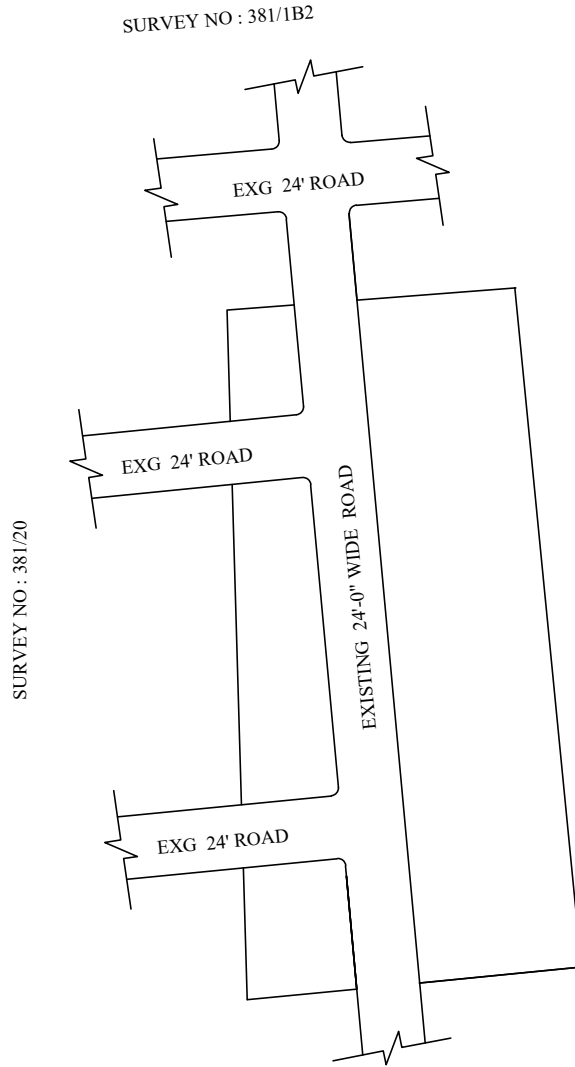 SURVEY NO : 381/1B2
EXG 24' ROAD
EXG 24' ROAD
EXISTING 24'-0" WIDE ROAD
SURVEY NO : 381/20
EXG 24' ROAD